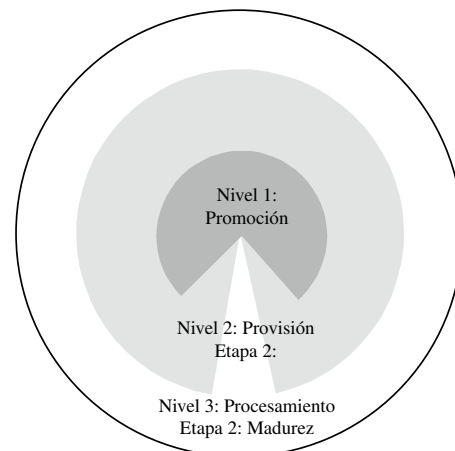 Nivel 1:
Promoción
Nivel 2: Provisión
Etapa 2:
Nivel 3: Procesamiento
Etapa 2: Madurez